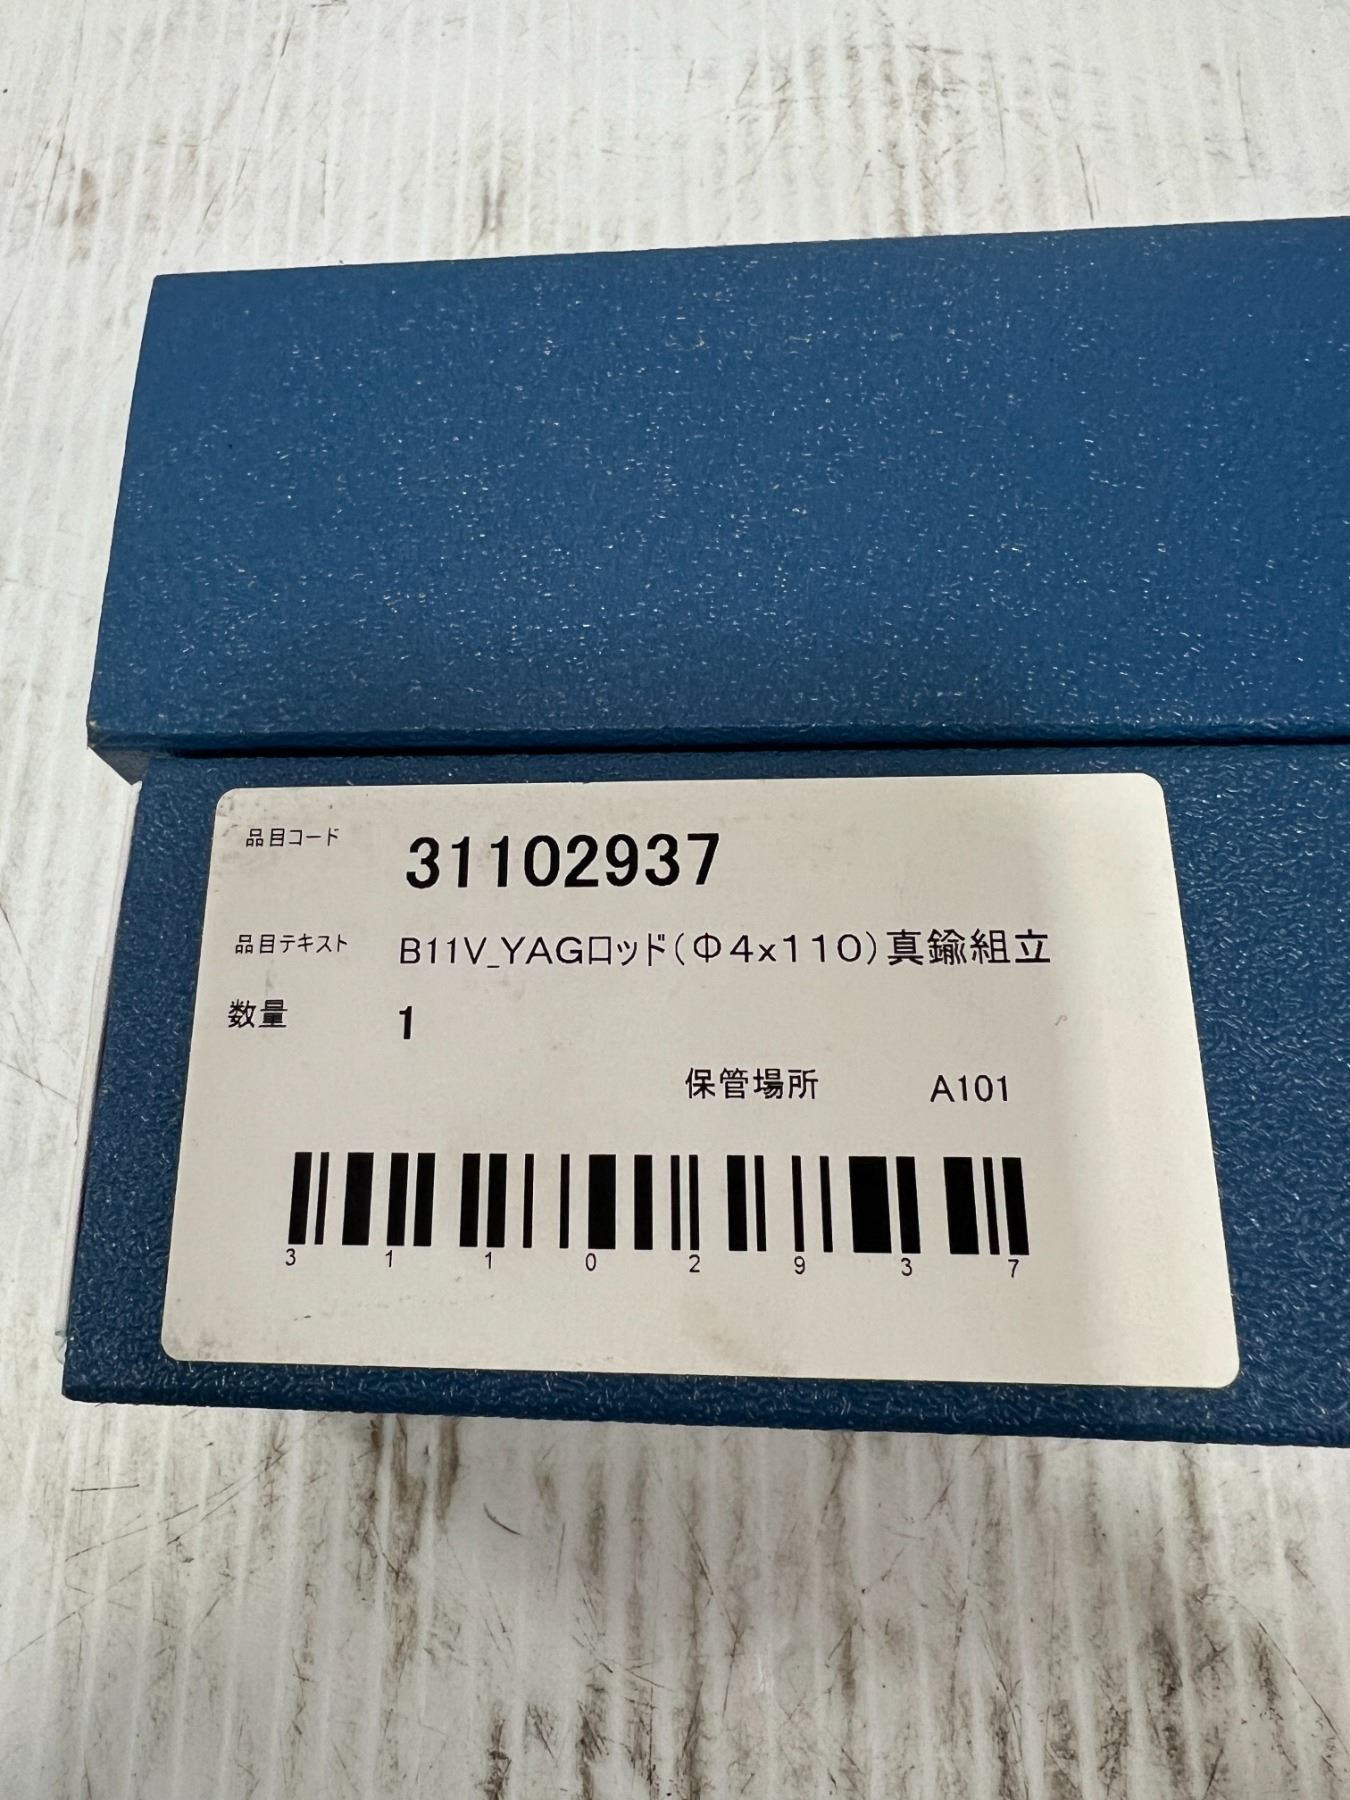 品目コード 31102937
品目テキスト B11V_YAGロッド(Φ4x110)真鍮組立
数量 1
保管場所 A101
3 1 1 0 2 9 3 7